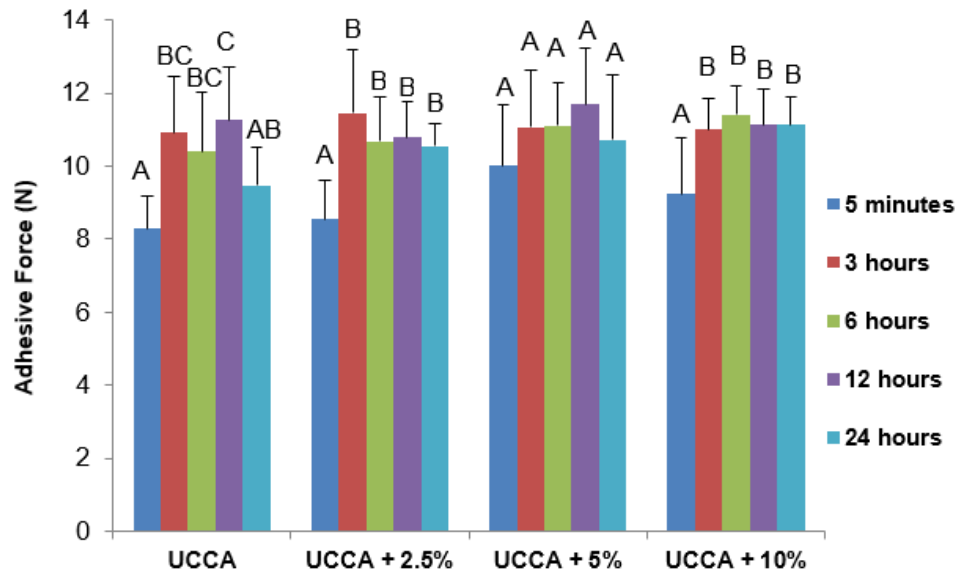 14
12
10
8
6
4
2
0
Adhesive Force (N)
A
BC
BC
C
AB
A
B
B
B
B
A
A
A
A
A
A
B
B
B
B
UCCA
UCCA + 2.5%
UCCA + 5%
UCCA + 10%
5 minutes
3 hours
6 hours
12 hours
24 hours